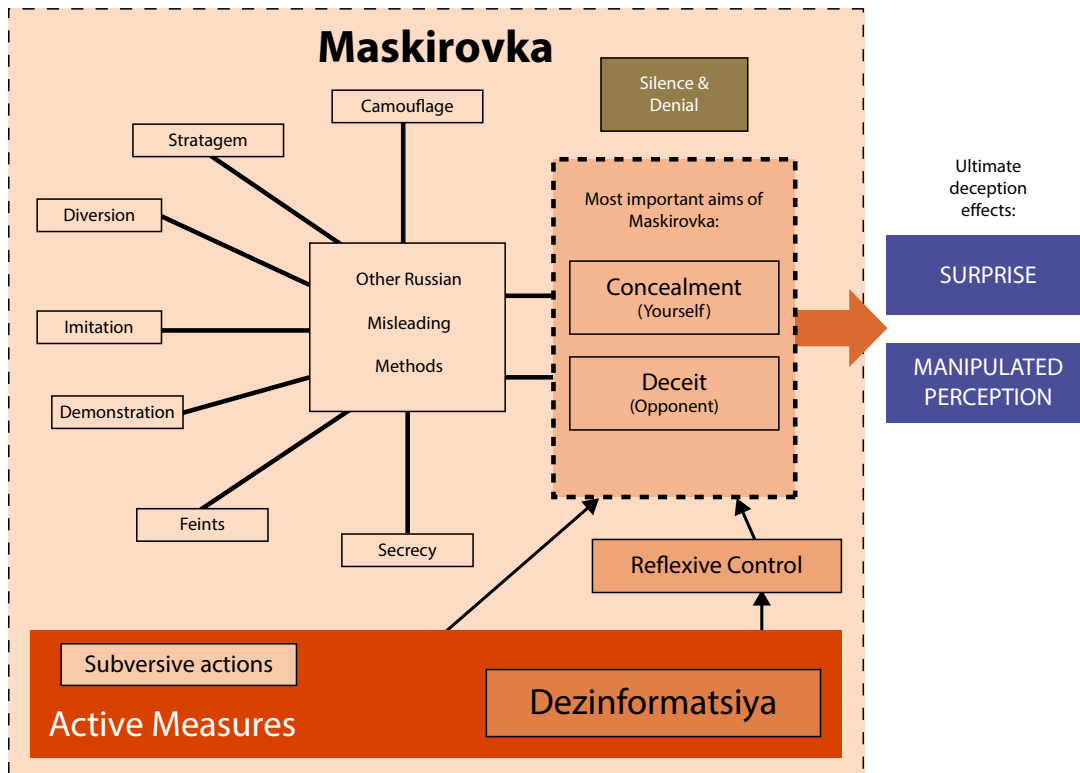 Maskirovka
Silence &
Denial
Camouflage
Stratagem
Diversion
Imitation
Demonstration
Feints
Secrecy
Other Russian
Misleading
Methods
Most important aims of
Maskirovka:
Concealment
(Yourself)
Deceit
(Opponent)
Ultimate
deception
effects:
SURPRISE
MANIPULATED
PERCEPTION
Reflexive Control
Subversive actions
Active Measures
Dezinformatsiya